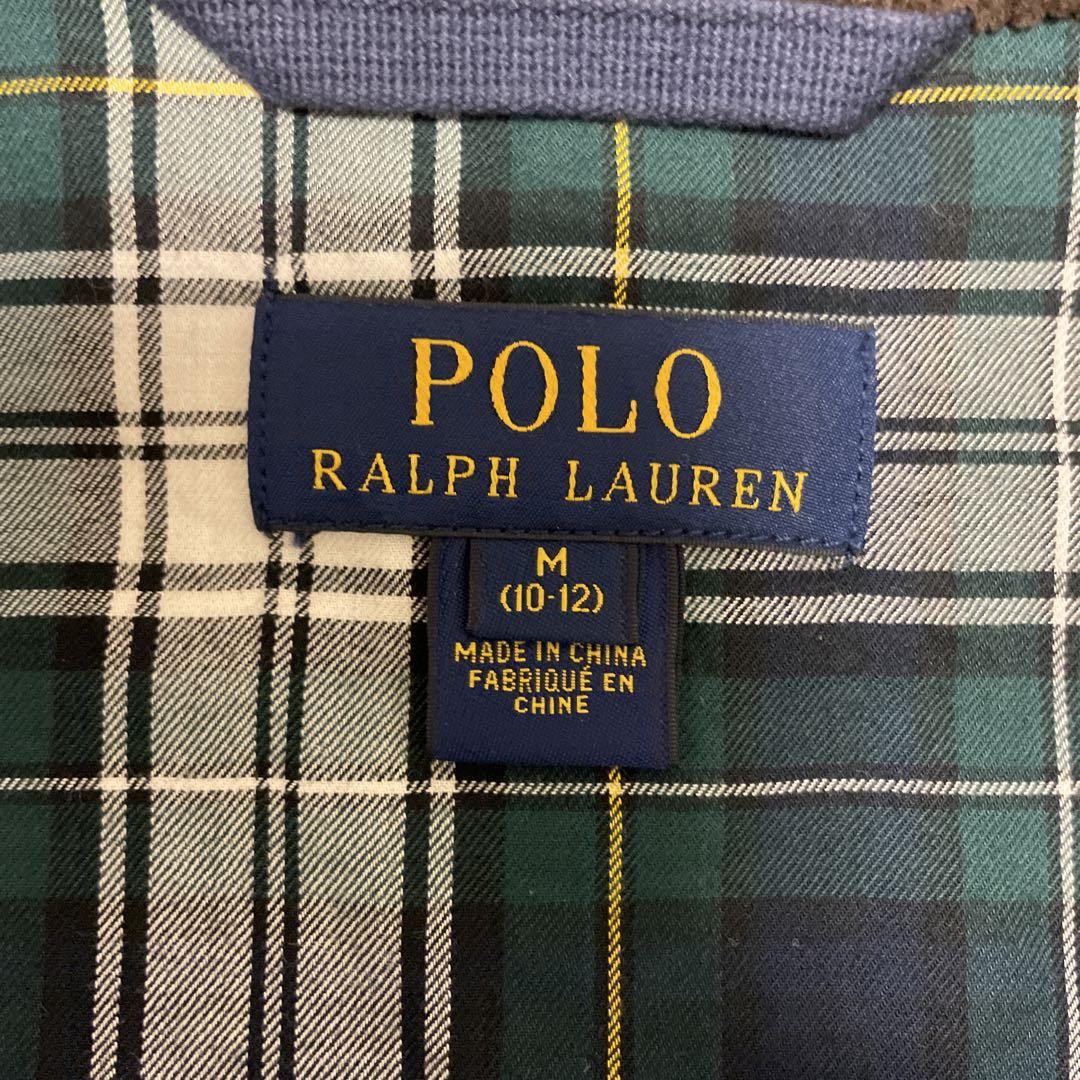 POLO
RALPH LAUREN
M
(10-12)
MADE IN CHINA
FABRIQUÉ EN
CHINE